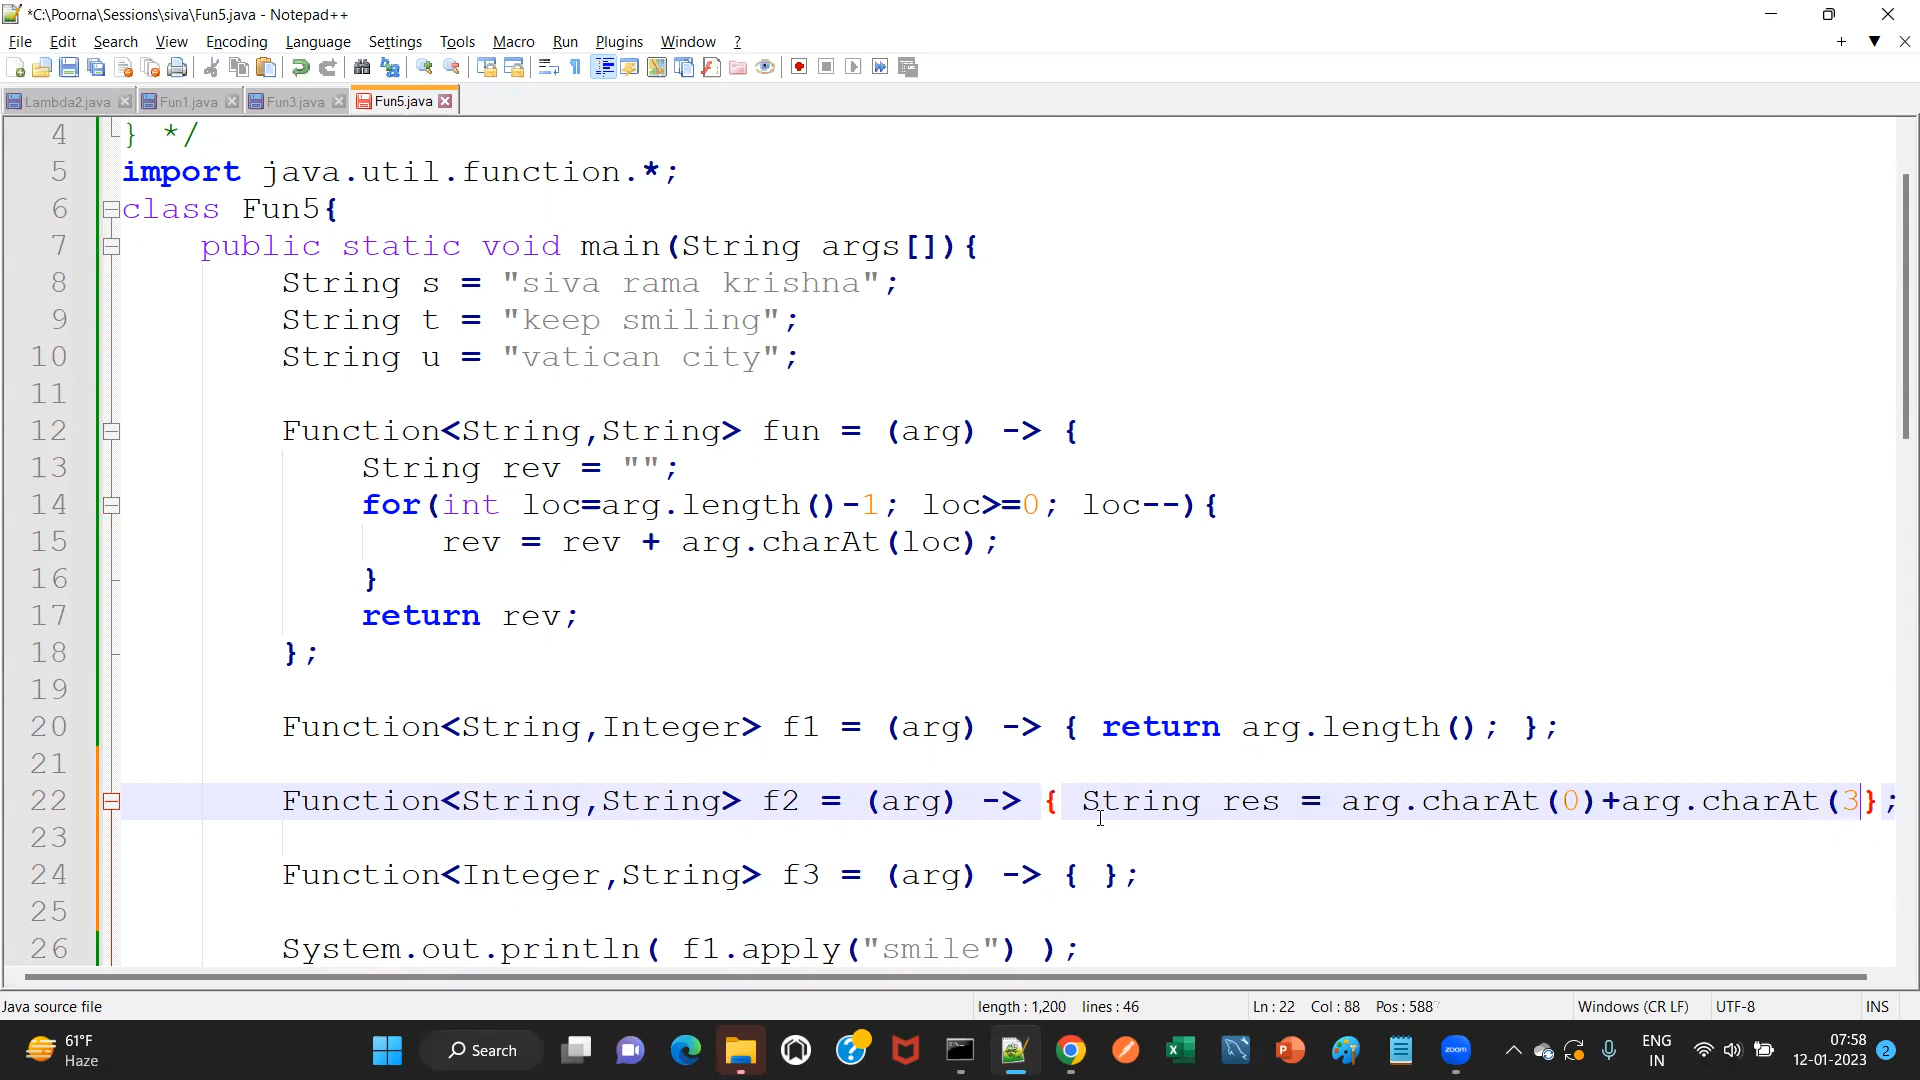 *C:\Poorna\Sessions\siva\Fun5.java - Notepad++
File Edit Search View Encoding Language Settings Tools Macro Run Plugins Window ?
Lambda2.java Fun1.java Fun3.java Fun5.java
4 } */
5 import java.util.function.*;
6 class Fun5{
7 public static void main(String args[]){
8 String s = "siva rama krishna";
9 String t = "keep smiling";
10 String u = "vatican city";
11
12 Function<String,String> fun = (arg) -> {
13 String rev = "";
14 for(int loc=arg.length()-1; loc>=0; loc--){
15 rev = rev + arg.charAt(loc);
16 }
17 return rev;
18 };
19
20 Function<String,Integer> f1 = (arg) -> { return arg.length(); };
21
22 Function<String,String> f2 = (arg) -> { String res = arg.charAt(0)+arg.charAt(3};
23
24 Function<Integer,String> f3 = (arg) -> { };
25
26 System.out.println( f1.apply("smile") );
Java source file length : 1,200 lines : 46 Ln : 22 Col : 88 Pos : 588 Windows (CR LF) UTF-8 INS
61°F
Haze
Search
zoom
ENG
IN
07:58
12-01-2023
2